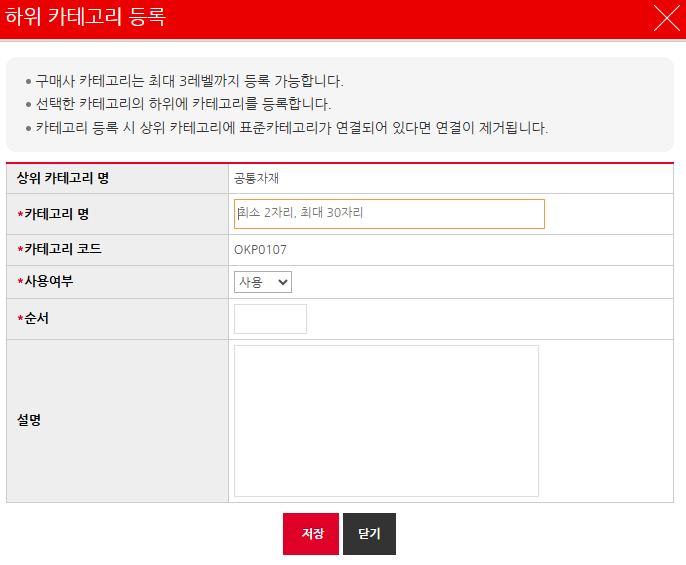 하위 카테고리 등록
구매사 카테고리는 최대 3레벨까지 등록 가능합니다.
선택한 카테고리의 하위에 카테고리를 등록합니다.
카테고리 등록 시 상위 카테고리에 표준카테고리가 연결되어 있다면 연결이 제거됩니다.
상위 카테고리 명 공통자재
*카테고리 명 최소 2자리, 최대 30자리
*카테고리 코드 OKP0107
*사용여부 사용
*순서
설명
저장 닫기